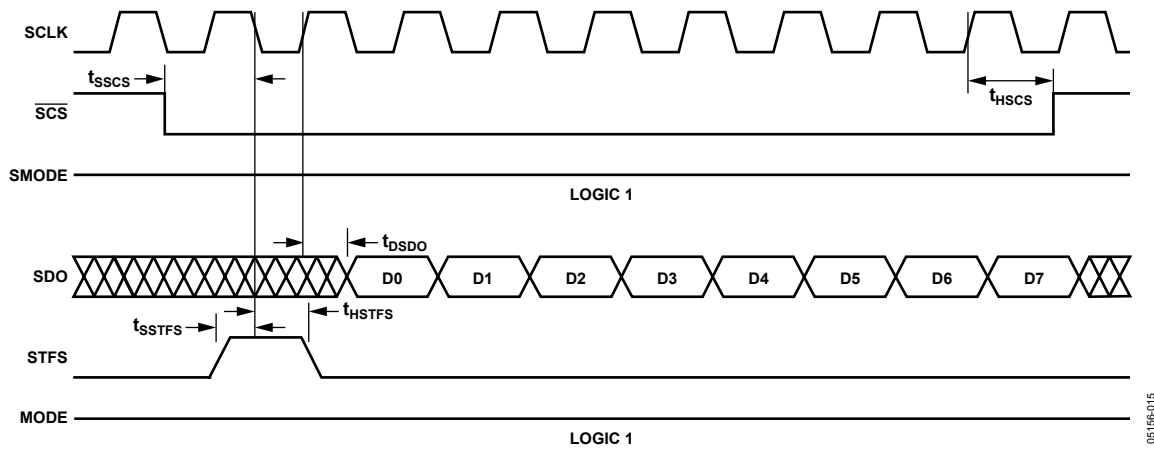 SCLK
tSSCS
tHSCS
SCS
SMODE
LOGIC 1
tDSDO
SDO
D0 D1 D2 D3 D4 D5 D6 D7
tHSTFS
tSSTFS
STFS
MODE
LOGIC 1
05156-015